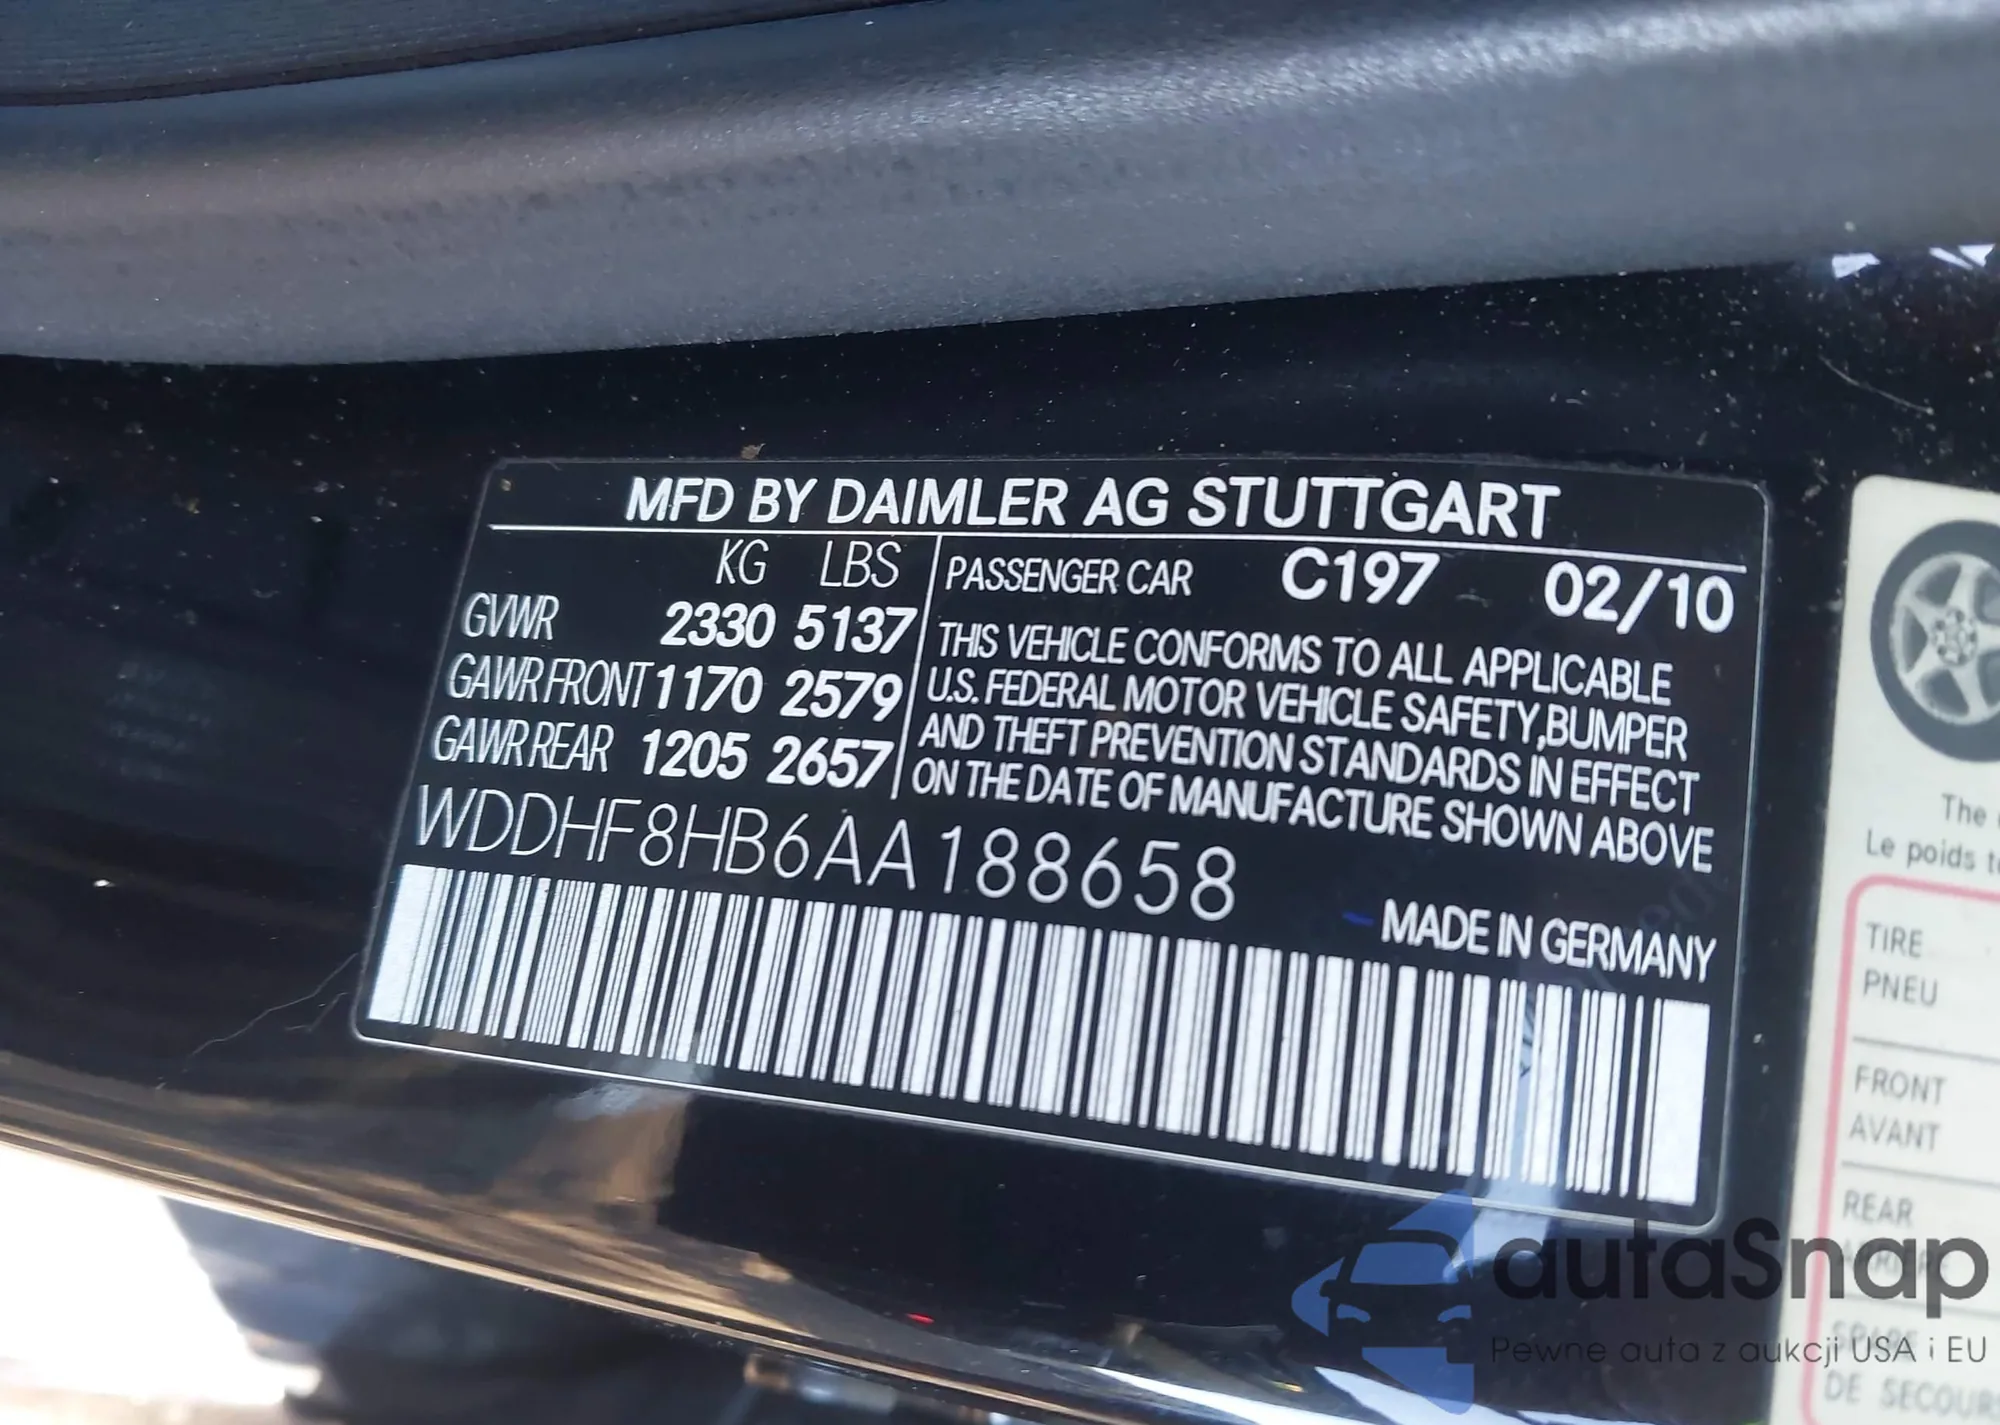 MFD BY DAIMLER AG STUTTGART
KG LBS
GVWR 2330 5137
GAWR FRONT 1170 2579
GAWR REAR 1205 2657
PASSENGER CAR C197 02/10
THIS VEHICLE CONFORMS TO ALL APPLICABLE
U.S. FEDERAL MOTOR VEHICLE SAFETY,BUMPER
AND THEFT PREVENTION STANDARDS IN EFFECT
ON THE DATE OF MANUFACTURE SHOWN ABOVE
WDDHF8HB6AA188658
MADE IN GERMANY
The
Le poids
TIRE
PNEU
FRONT
AVANT
REAR
SPARE
DE SECOURS
autaSnap
Pewne auta z aukcji USA i EU